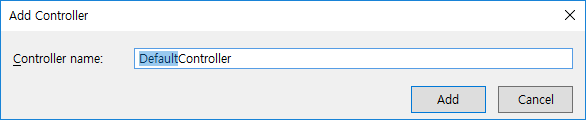 Add Controller
Controller name:
DefaultController
Add
Cancel